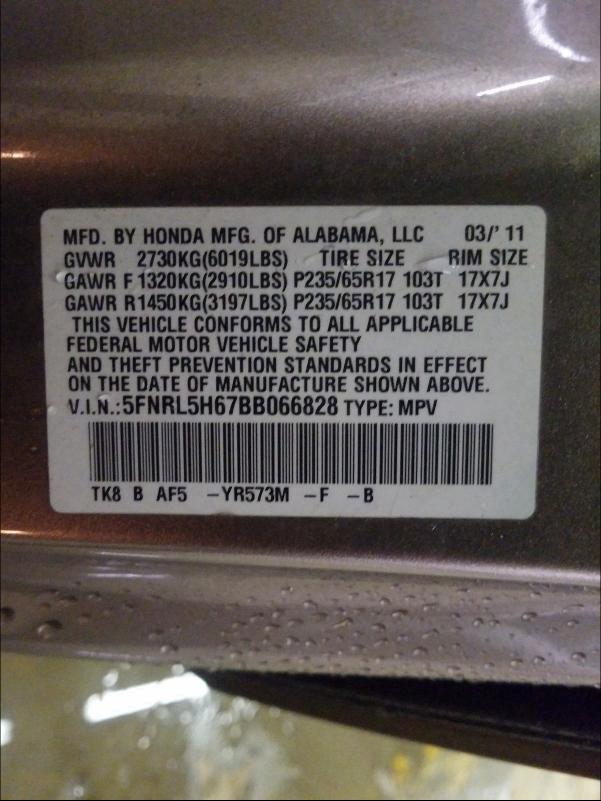 MFD. BY HONDA MFG. OF ALABAMA, LLC 03/' 11
GVWR 2730KG(6019LBS) TIRE SIZE RIM SIZE
GAWR F 1320KG(2910LBS) P235/65R17 103T 17X7J
GAWR R1450KG(3197LBS) P235/65R17 103T 17X7J
THIS VEHICLE CONFORMS TO ALL APPLICABLE
FEDERAL MOTOR VEHICLE SAFETY
AND THEFT PREVENTION STANDARDS IN EFFECT
ON THE DATE OF MANUFACTURE SHOWN ABOVE.
V.I.N.:5FNRL5H67BB066828 TYPE: MPV
TK8 B AF5 -YR573M -F -B